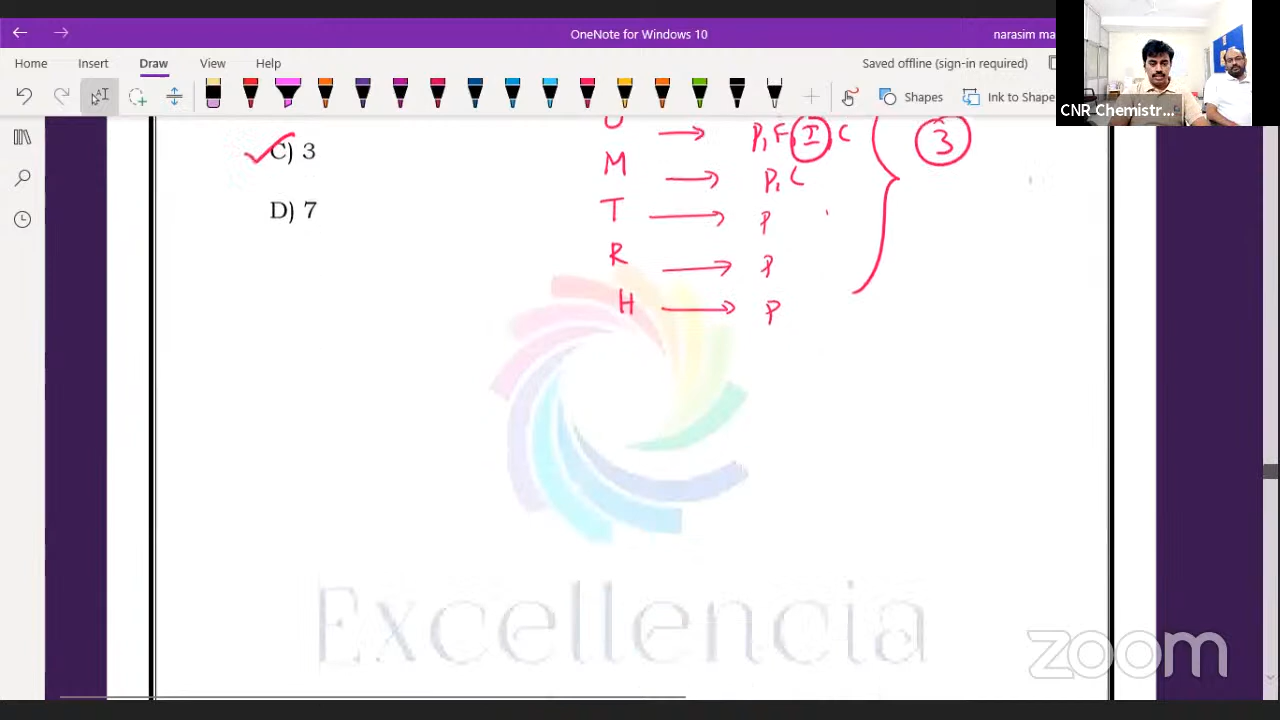 OneNote for Windows 10
narasim ma
Home Insert Draw View Help
Saved offline (sign-in required)
Shapes
Ink to Shape
CNR Chemistr...
C) 3
D) 7
O → P, F, I, C
M → P, C
T → P
R → P
H → P
3
Excellencia
zoom